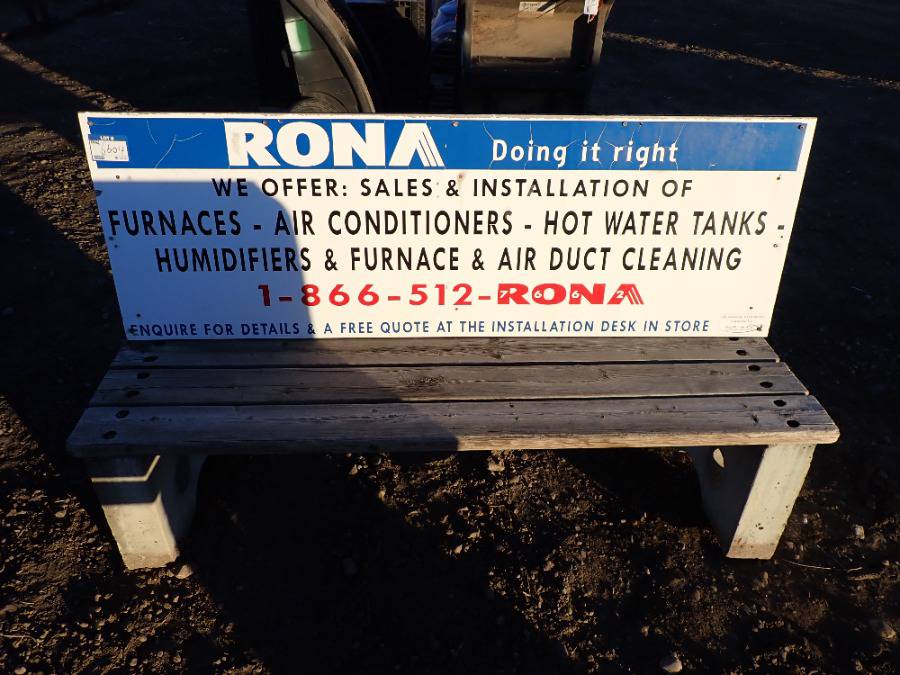 RONA Doing it right
WE OFFER: SALES & INSTALLATION OF
FURNACES - AIR CONDITIONERS - HOT WATER TANKS -
HUMIDIFIERS & FURNACE & AIR DUCT CLEANING
1-866-512-RONA
7662
ENQUIRE FOR DETAILS & A FREE QUOTE AT THE INSTALLATION DESK IN STORE